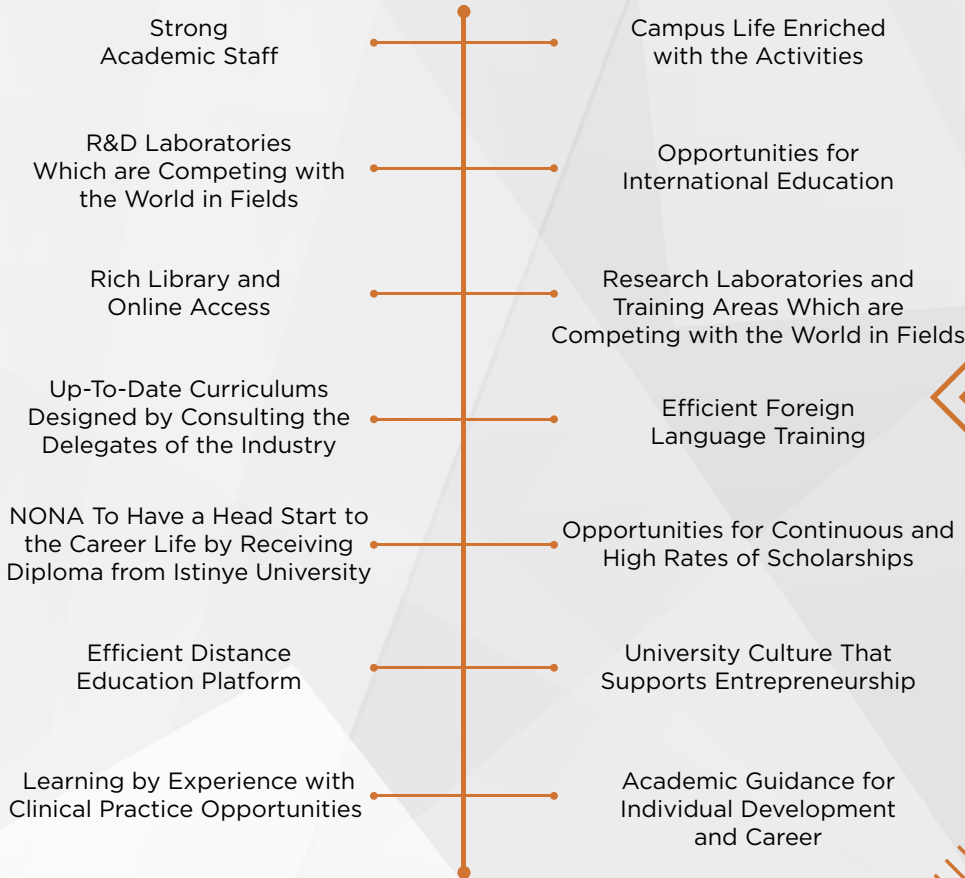 Strong
Academic Staff
Campus Life Enriched
with the Activities
R&D Laboratories
Which are Competing with
the World in Fields
Opportunities for
International Education
Rich Library and
Online Access
Research Laboratories and
Training Areas Which are
Competing with the World in Fields
Up-To-Date Curriculums
Designed by Consulting the
Delegates of the Industry
Efficient Foreign
Language Training
NONA To Have a Head Start to
the Career Life by Receiving
Diploma from Istinye University
Opportunities for Continuous and
High Rates of Scholarships
Efficient Distance
Education Platform
University Culture That
Supports Entrepreneurship
Learning by Experience with
Clinical Practice Opportunities
Academic Guidance for
Individual Development
and Career